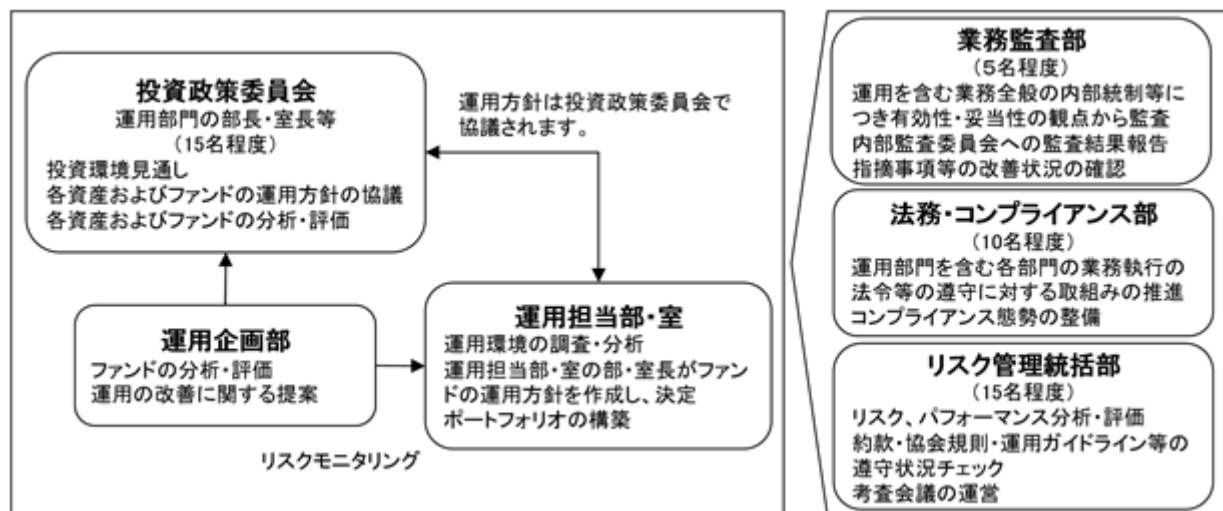 投資政策委員会
運用部門の部長・室長等
(15名程度)
投資環境見通し
各資産およびファンドの運用方針の協議
各資産およびファンドの分析・評価
運用方針は投資政策委員会で
協議されます。
運用企画部
ファンドの分析・評価
運用の改善に関する提案
運用担当部・室
運用環境の調査・分析
運用担当部・室の部・室長がファン
ドの運用方針を作成し、決定
ポートフォリオの構築
リスクモニタリング
業務監査部
(5名程度)
運用を含む業務全般の内部統制等に
つき有効性・妥当性の観点から監査
内部監査委員会への監査結果報告
指摘事項等の改善状況の確認
法務・コンプライアンス部
(10名程度)
運用部門を含む各部門の業務執行の
法令等の遵守に対する取組みの推進
コンプライアンス態勢の整備
リスク管理統括部
(15名程度)
リスク、パフォーマンス分析・評価
約款・協会規則・運用ガイドライン等の
遵守状況チェック
考査会議の運営